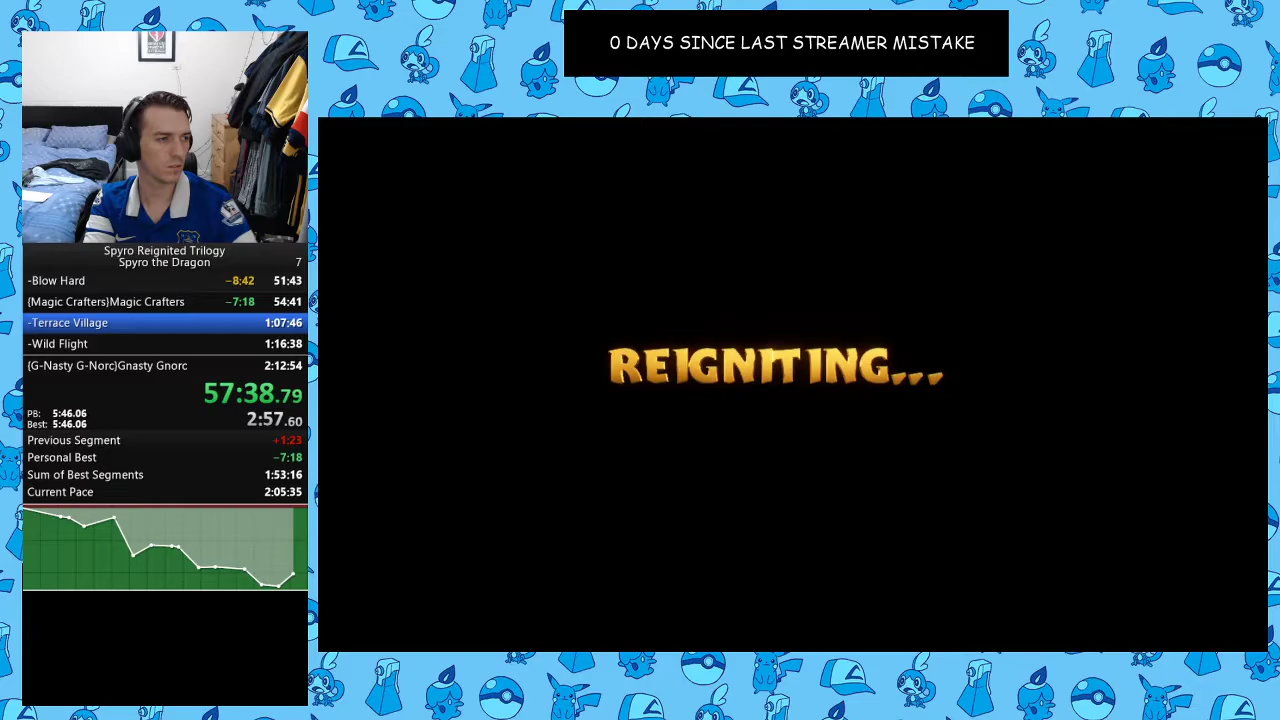 0 DAYS SINCE LAST STREAMER MISTAKE
Spyro Reignited Trilogy
Spyro the Dragon 7
-Blow Hard −8:42 51:43
{Magic Crafters}Magic Crafters −7:18 54:41
-Terrace Village 1:07:46
-Wild Flight 1:16:38
{G-Nasty G-Norc}Gnasty Gnorc 2:12:54
57:38.79
PB: 5:46.06
Best: 5:46.06
2:57.60
Previous Segment +1:23
Personal Best −7:18
Sum of Best Segments 1:53:16
Current Pace 2:05:35
REIGNITING...